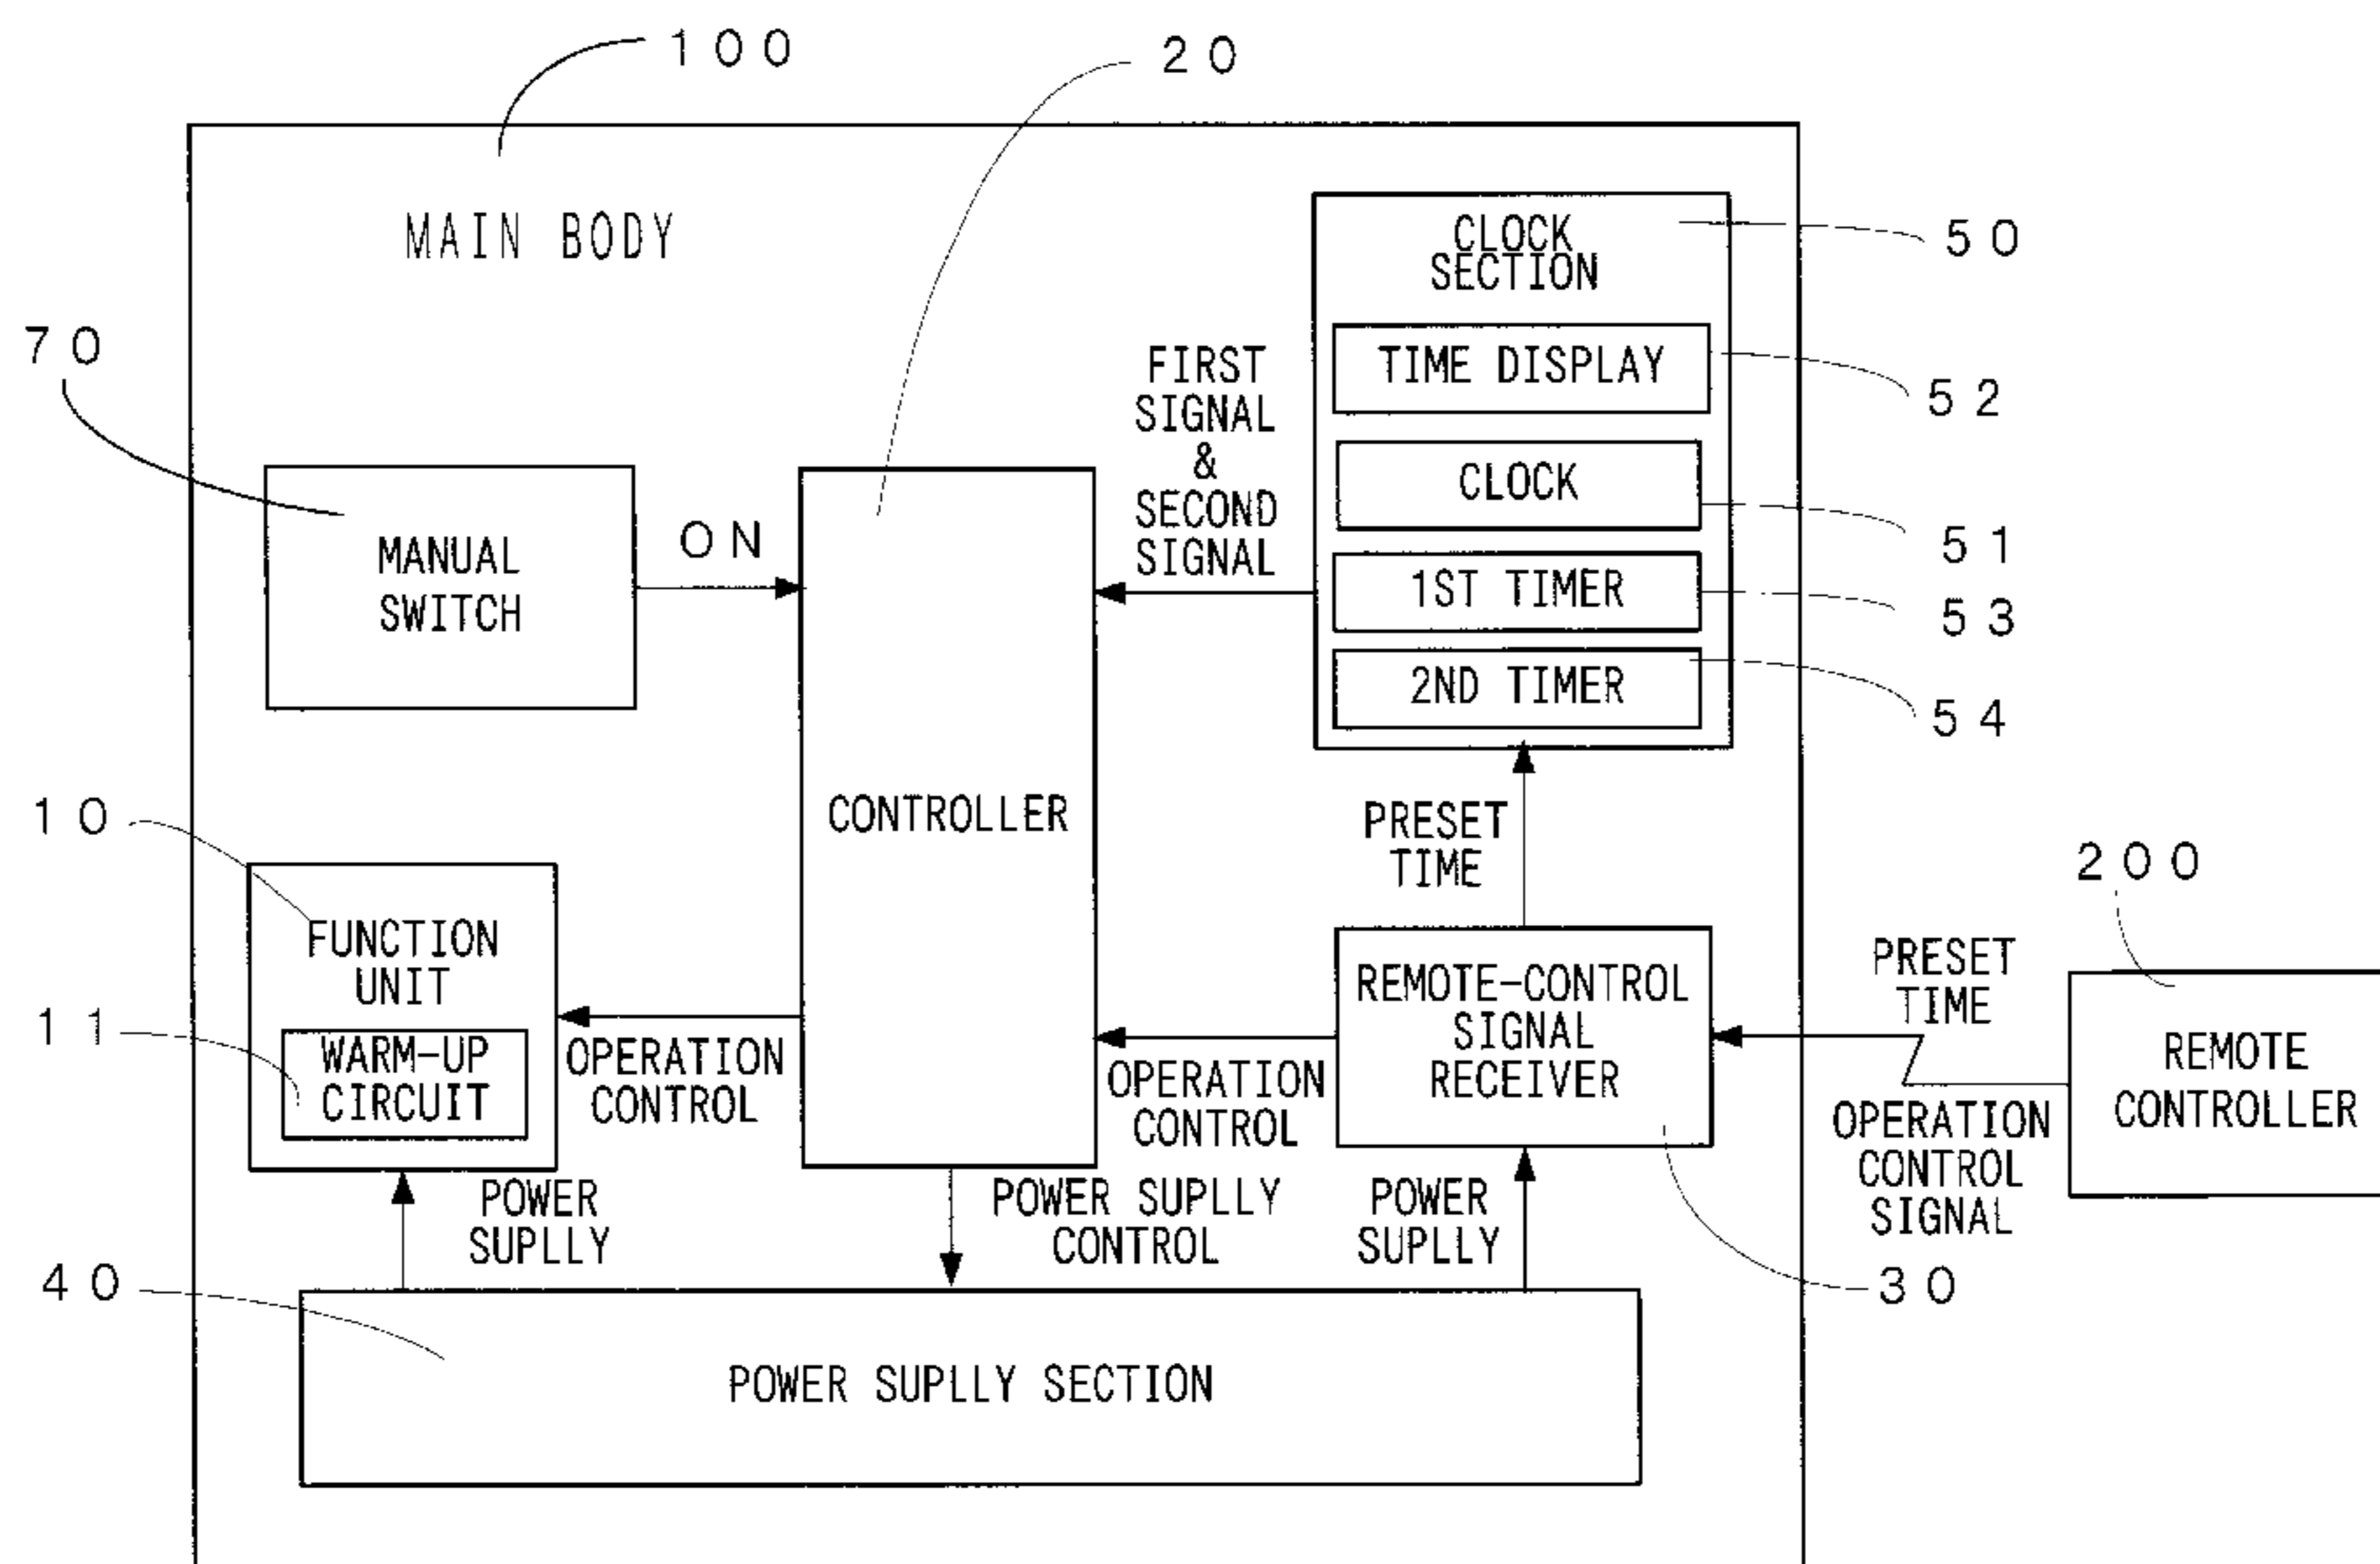 100
20
MAIN BODY
CLOCK
SECTION
50
70
TIME DISPLAY
52
FIRST
SIGNAL
&
SECOND
SIGNAL
CLOCK
51
MANUAL
SWITCH
ON
1ST TIMER
53
2ND TIMER
54
CONTROLLER
PRESET
TIME
10
200
FUNCTION
UNIT
11
WARM-UP
CIRCUIT
OPERATION
CONTROL
REMOTE-CONTROL
SIGNAL
RECEIVER
OPERATION
CONTROL
PRESET
TIME
REMOTE
CONTROLLER
OPERATION
CONTROL
SIGNAL
POWER
SUPLLY
POWER SUPLLY
CONTROL
POWER
SUPLLY
40
30
POWER SUPLLY SECTION